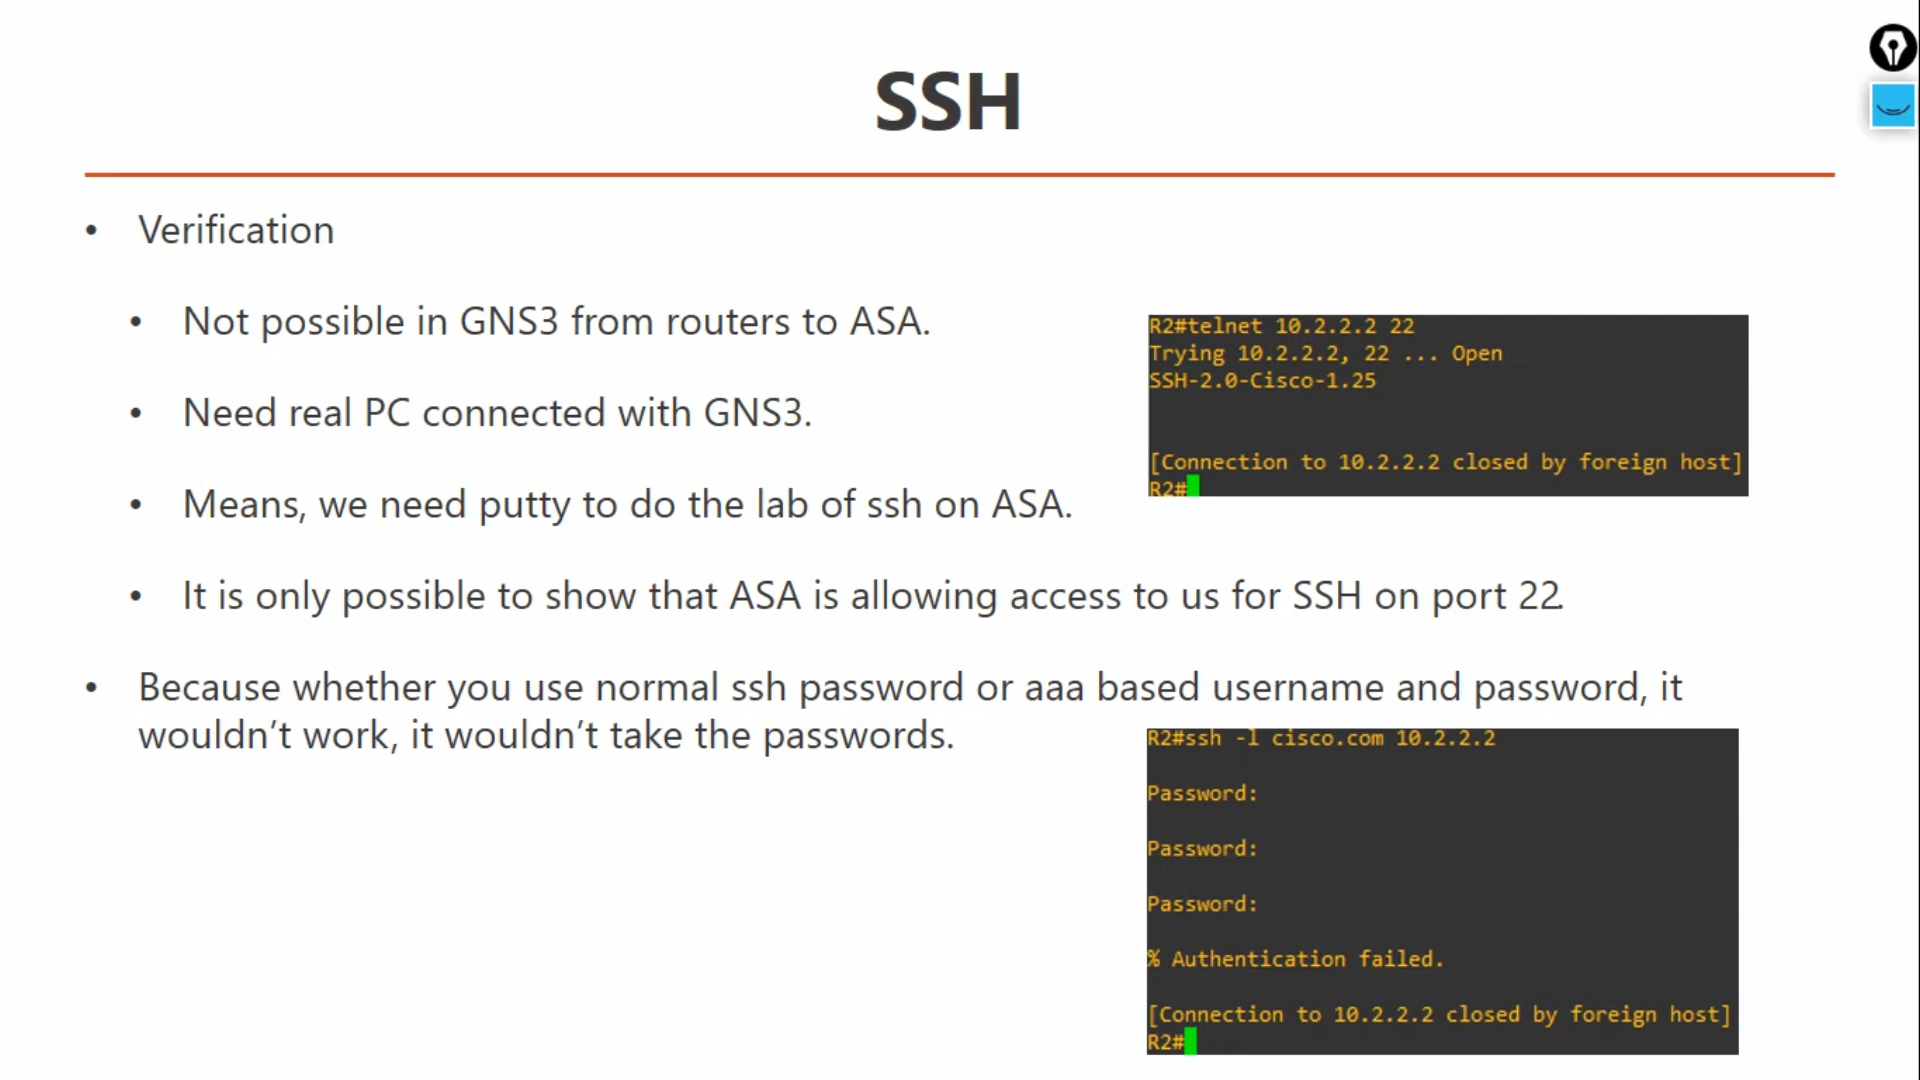 SSH
• Verification
• Not possible in GNS3 from routers to ASA.
• Need real PC connected with GNS3.
• Means, we need putty to do the lab of ssh on ASA.
• It is only possible to show that ASA is allowing access to us for SSH on port 22.
• Because whether you use normal ssh password or aaa based username and password, it
wouldn’t work, it wouldn’t take the passwords.
R2#telnet 10.2.2.2 22
Trying 10.2.2.2, 22 ... Open
SSH-2.0-Cisco-1.25
[Connection to 10.2.2.2 closed by foreign host]
R2#
R2#ssh -l cisco.com 10.2.2.2
Password:
Password:
Password:
% Authentication failed.
[Connection to 10.2.2.2 closed by foreign host]
R2#